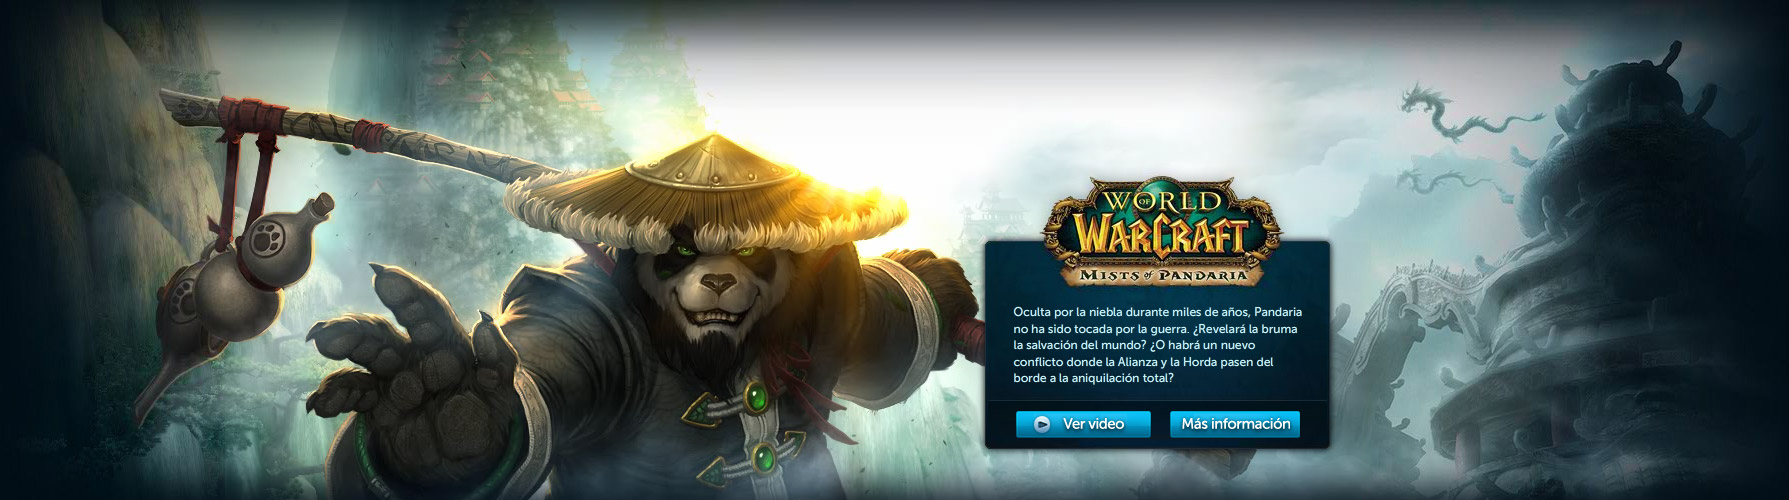 WORLD
OF
WARCRAFT
MISTS of PANDARIA
Oculta por la niebla durante miles de años, Pandaria
no ha sido tocada por la guerra. ¿Revelará la bruma
la salvación del mundo? ¿O habrá un nuevo
conflicto donde la Alianza y la Horda pasen del
borde a la aniquilación total?
Ver video
Más información